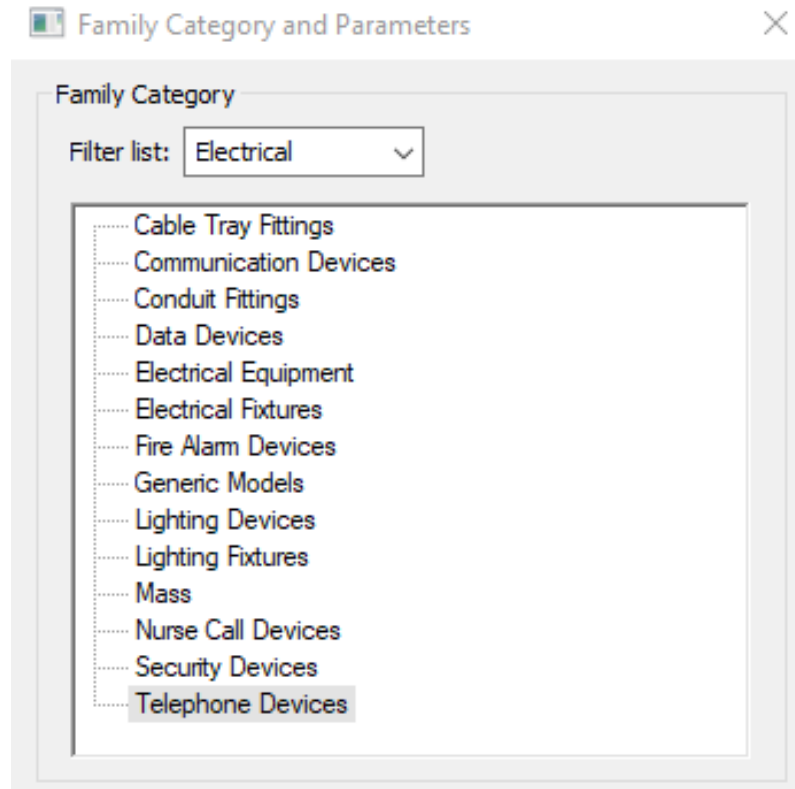 Family Category and Parameters
Family Category
Filter list: Electrical
Cable Tray Fittings
Communication Devices
Conduit Fittings
Data Devices
Electrical Equipment
Electrical Fixtures
Fire Alarm Devices
Generic Models
Lighting Devices
Lighting Fixtures
Mass
Nurse Call Devices
Security Devices
Telephone Devices